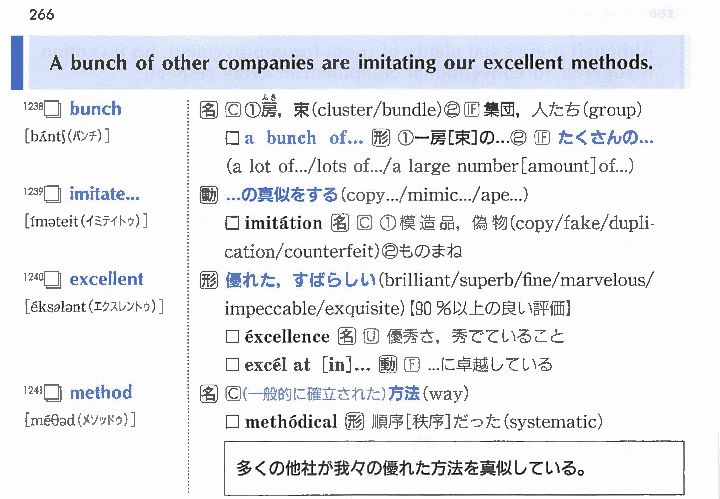 266
A bunch of other companies are imitating our excellent methods.
1238□ bunch 名 C ①房, 束(cluster/bundle)② IF 集団, 人たち(group)
[bʌ́ntʃ(バンチ)] □ a bunch of... 形 ①一房[束]の...② IF たくさんの...
(a lot of.../lots of.../a large number[amount]of...)
1239□ imitate... 動 ...の真似をする(copy.../mimic.../ape...)
[íməteit(イミテイトゥ)] □ imitátion 名 C ①模造品, 偽物(copy/fake/dupli-
cation/counterfeit)②ものまね
1240□ excellent 形 優れた, すばらしい(brilliant/superb/fine/marvelous/
[éksələnt(エクスレントゥ)] impeccable/exquisite)【90%以上の良い評価】
□ éxcellence 名 U 優秀さ, 秀でていること
□ excél at [in]... 動 F ...に卓越している
1241□ method 名 C(一般的に確立された)方法(way)
[méθəd(メソッドゥ)] □ methódical 形 順序[秩序]だった(systematic)
多くの他社が我々の優れた方法を真似している。